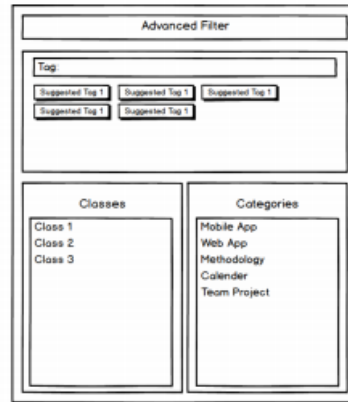 Advanced Filter
Tag:
Suggested Tag 1 Suggested Tag 1 Suggested Tag 1
Suggested Tag 1 Suggested Tag 1
Classes
Class 1
Class 2
Class 3
Categories
Mobile App
Web App
Methodology
Calender
Team Project